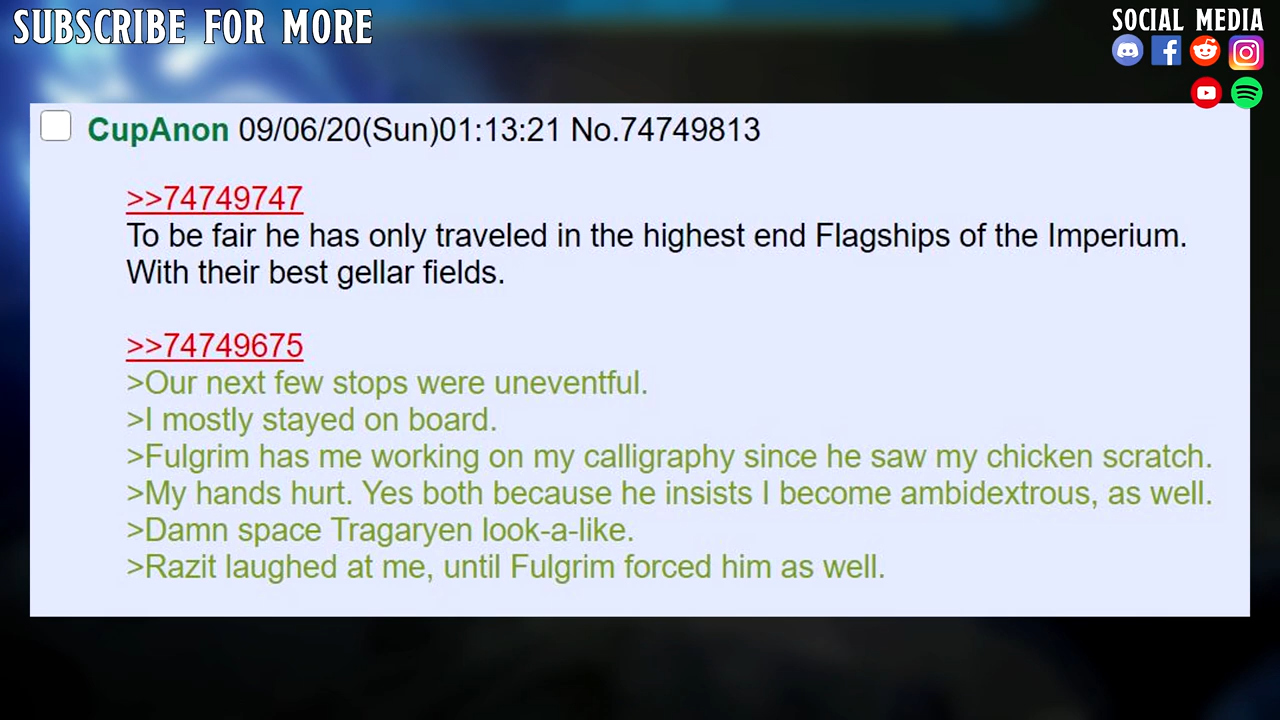 SUBSCRIBE FOR MORE
SOCIAL MEDIA
CupAnon 09/06/20(Sun)01:13:21 No.74749813
>>74749747
To be fair he has only traveled in the highest end Flagships of the Imperium.
With their best gellar fields.
>>74749675
>Our next few stops were uneventful.
>I mostly stayed on board.
>Fulgrim has me working on my calligraphy since he saw my chicken scratch.
>My hands hurt. Yes both because he insists I become ambidextrous, as well.
>Damn space Tragaryen look-a-like.
>Razit laughed at me, until Fulgrim forced him as well.